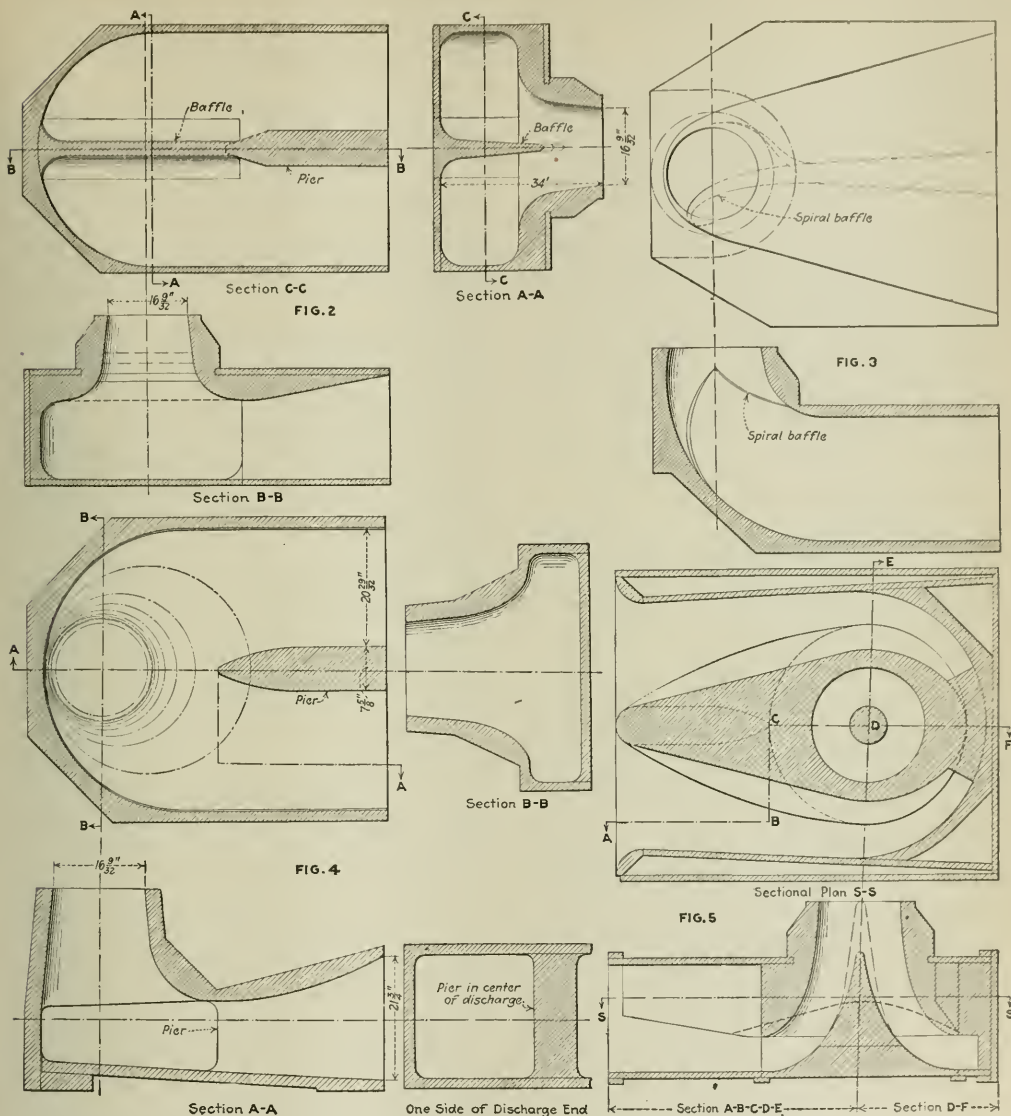 A
A
C
Baffle
B
B
Pier
A
Section C-C
16 9/32"
FIG. 2
Baffle
16 9/32"
34'
C
Section A-A
Spiral baffle
FIG. 3
Spiral baffle
Section B-B
B
A
A
20 29/32"
7 5/8"
Pier
B
Section B-B
E
C
D
F
B
A
Sectional Plan S-S
FIG. 4
16 9/32"
FIG. 5
21 3/4"
Pier
Section A-A
Pier in center
of discharge
One Side of Discharge End
S
S
Section A-B-C-D-E
Section D-F